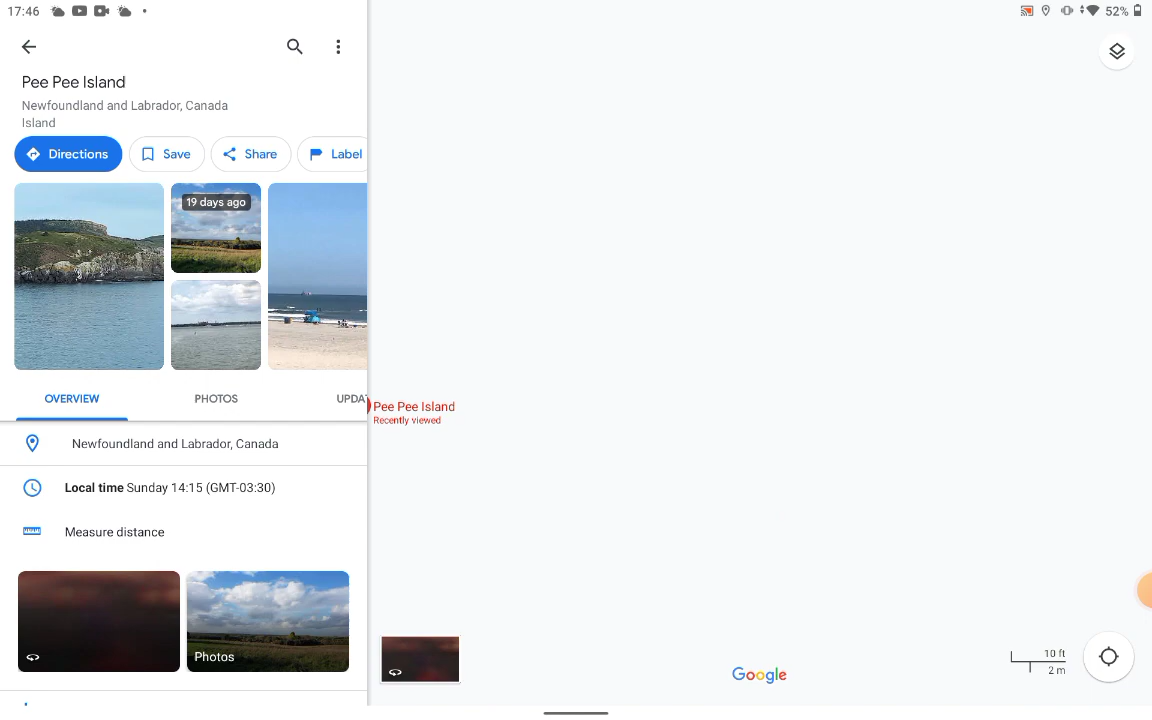 17:46
52%
Pee Pee Island
Newfoundland and Labrador, Canada
Island
Directions
Save
Share
Label
19 days ago
OVERVIEW
PHOTOS
UPDA
Newfoundland and Labrador, Canada
Local time Sunday 14:15 (GMT-03:30)
Measure distance
Photos
Pee Pee Island
Recently viewed
Google
10 ft
2 m